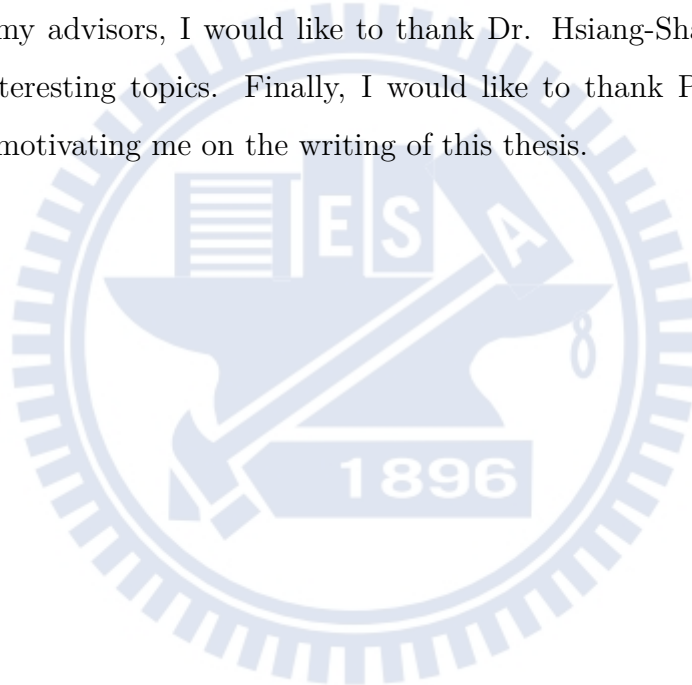 my advisors, I would like to thank Dr. Hsiang-Sha
teresting topics. Finally, I would like to thank
motivating me on the writing of this thesis.
E S A
1896